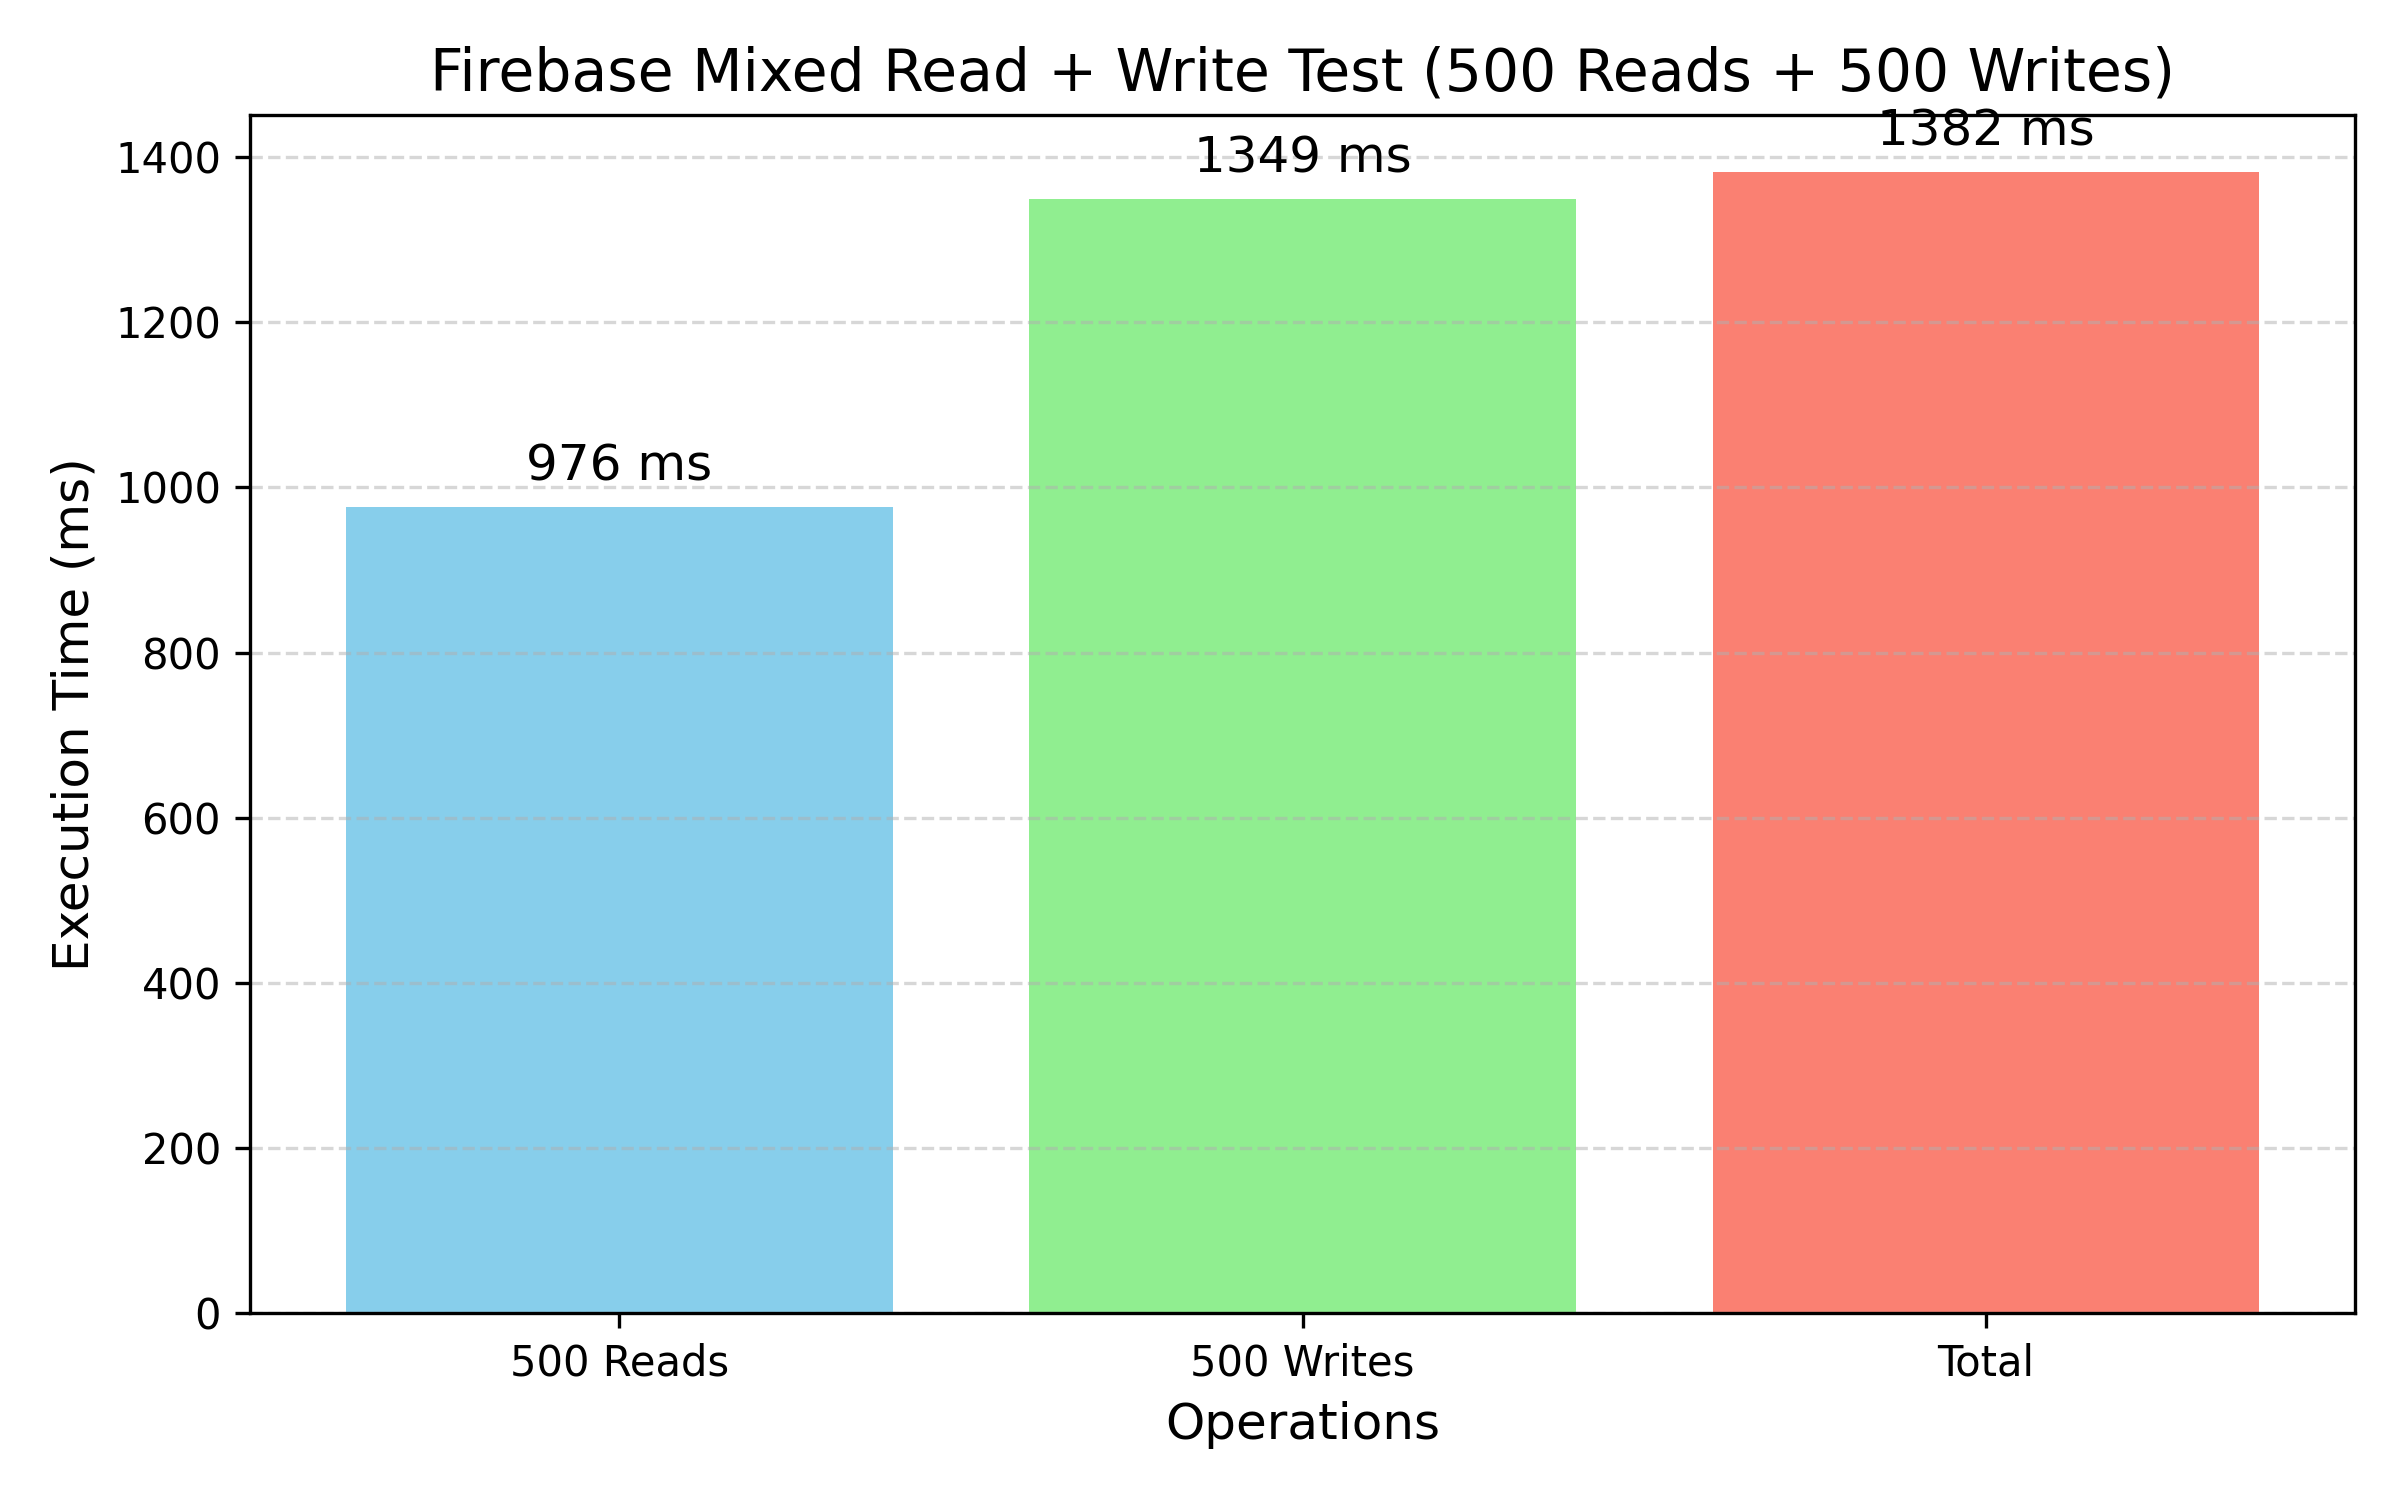 Firebase Mixed Read + Write Test (500 Reads + 500 Writes)
1382 ms
1349 ms
976 ms
Execution Time (ms)
1400
1200
1000
800
600
400
200
0
500 Reads
500 Writes
Total
Operations